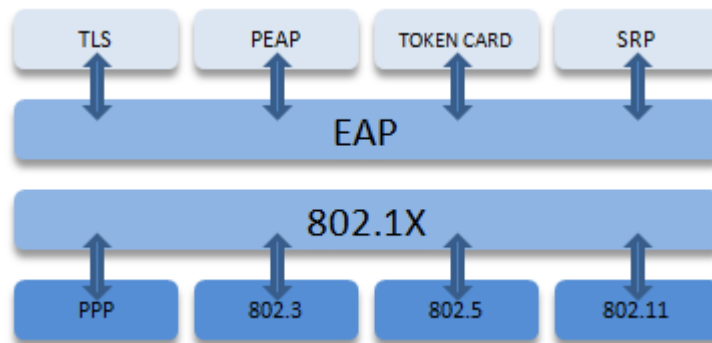 TLS
PEAP
TOKEN CARD
SRP
EAP
802.1X
PPP
802.3
802.5
802.11